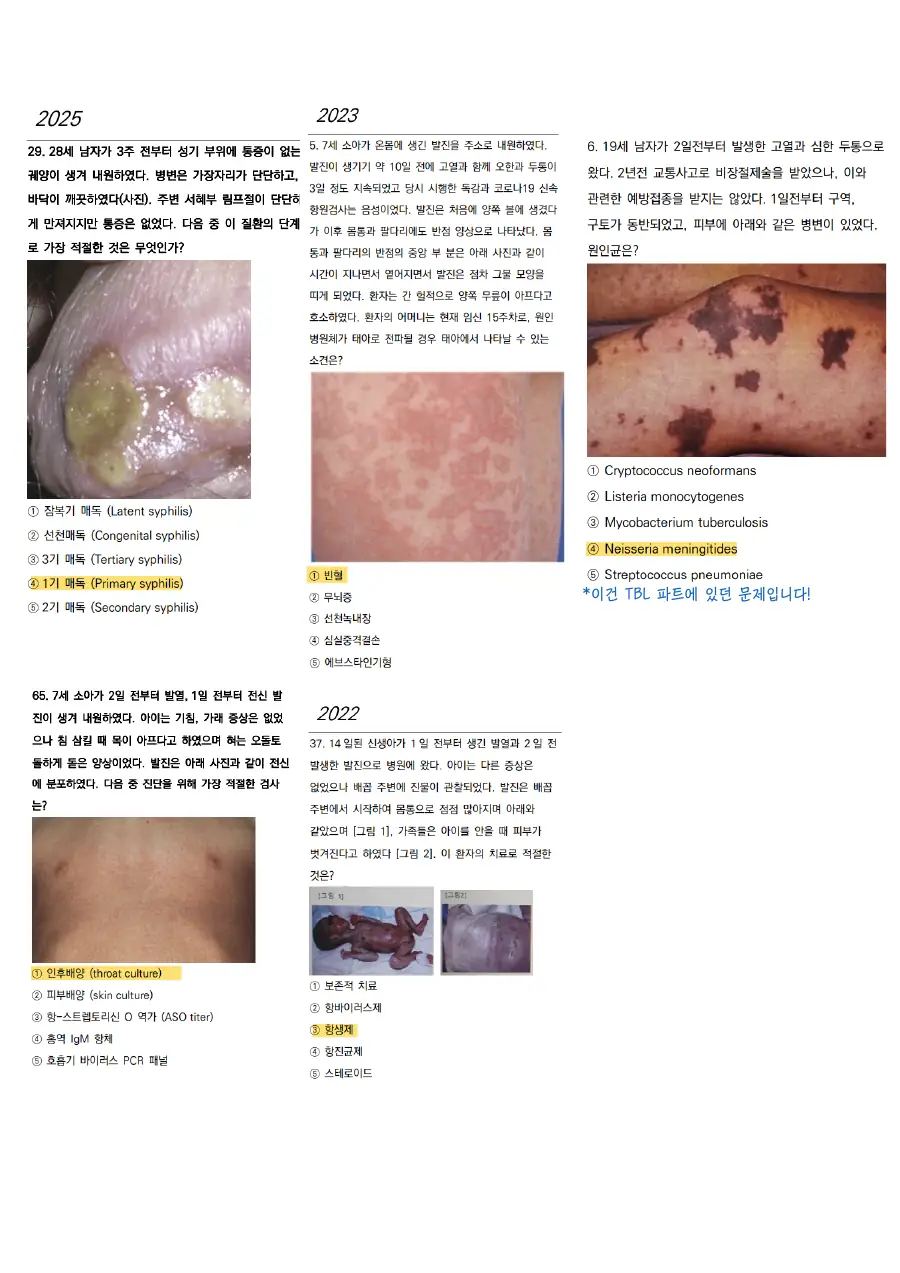 2025
29. 28세 남자가 3주 전부터 성기 부위에 통증이 없는
궤양이 생겨 내원하였다. 병변은 가장자리가 단단하고,
바닥이 깨끗하였다(사진). 주변 서혜부 림프절이 단단하
게 만져지지만 통증은 없었다. 다음 중 이 질환의 단계
로 가장 적절한 것은 무엇인가?
① 잠복기 매독 (Latent syphilis)
② 선천매독 (Congenital syphilis)
③ 3기 매독 (Tertiary syphilis)
④ 1기 매독 (Primary syphilis)
⑤ 2기 매독 (Secondary syphilis)
65. 7세 소아가 2일 전부터 발열, 1일 전부터 전신 발
진이 생겨 내원하였다. 아이는 기침, 가래 증상은 없었
으나 침 삼킬 때 목이 아프다고 하였으며 혀는 오돌토
돌하게 돋은 양상이었다. 발진은 아래 사진과 같이 전신
에 분포하였다. 다음 중 진단을 위해 가장 적절한 검사
는?
① 인후배양 (throat culture)
② 피부배양 (skin culture)
③ 항-스트렙토리신 O 역가 (ASO titer)
④ 홍역 IgM 항체
⑤ 호흡기 바이러스 PCR 패널
2023
5. 7세 소아가 온몸에 생긴 발진을 주소로 내원하였다.
발진이 생기기 약 10일 전에 고열과 함께 오한과 두통이
3일 정도 지속되었고 당시 시행한 독감과 코로나19 신속
항원검사는 음성이었다. 발진은 처음에 양쪽 볼에 생겼다
가 이후 몸통과 팔다리에도 반점 양상으로 나타났다. 몸
통과 팔다리의 반점의 중앙 부 분은 아래 사진과 같이
시간이 지나면서 옅어지면서 발진은 점차 그물 모양을
띠게 되었다. 환자는 간 헐적으로 양쪽 무릎이 아프다고
호소하였다. 환자의 어머니는 현재 임신 15주차로, 원인
병원체가 태아로 전파될 경우 태아에서 나타날 수 있는
소견은?
① 빈혈
② 무뇌증
③ 선천녹내장
④ 심실중격결손
⑤ 에브스타인기형
2022
37. 14일된 신생아가 1일 전부터 생긴 발열과 2일 전
발생한 발진으로 병원에 왔다. 아이는 다른 증상은
없었으나 배꼽 주변에 진물이 관찰되었다. 발진은 배꼽
주변에서 시작하여 몸통으로 점점 많아지며 아래와
같았으며 [그림 1], 가족들은 아이를 안을 때 피부가
벗겨진다고 하였다 [그림 2]. 이 환자의 치료로 적절한
것은?
[그림 1]
[그림2]
① 보존적 치료
② 항바이러스제
③ 항생제
④ 항진균제
⑤ 스테로이드
6. 19세 남자가 2일전부터 발생한 고열과 심한 두통으로
왔다. 2년전 교통사고로 비장절제술을 받았으나, 이와
관련한 예방접종을 받지는 않았다. 1일전부터 구역,
구토가 동반되었고, 피부에 아래와 같은 병변이 있었다.
원인균은?
① Cryptococcus neoformans
② Listeria monocytogenes
③ Mycobacterium tuberculosis
④ Neisseria meningitides
⑤ Streptococcus pneumoniae
*이건 TBL 파트에 있던 문제입니다!